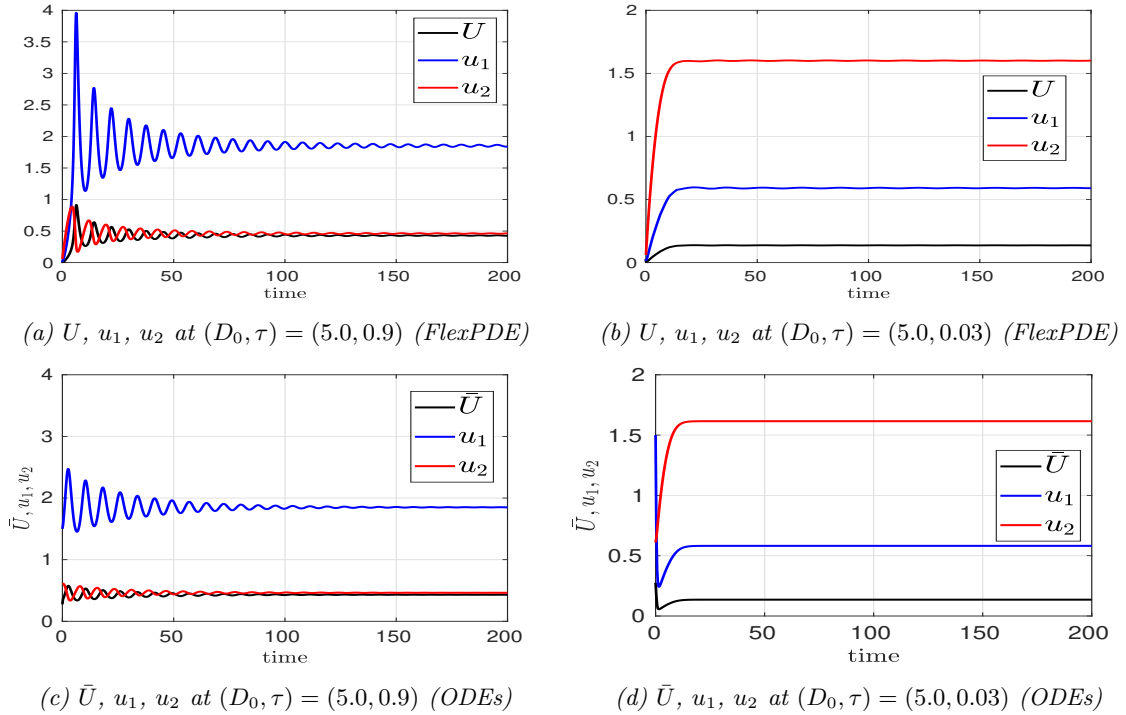 4
3.5
3
2.5
2
1.5
1
0.5
0
0 50 100 150 200
time
U
u₁
u₂
(a) U, u₁, u₂ at (D₀, τ) = (5.0, 0.9) (FlexPDE)
2
1.5
1
0.5
0
0 50 100 150 200
time
U
u₁
u₂
(b) U, u₁, u₂ at (D₀, τ) = (5.0, 0.03) (FlexPDE)
Ū, u₁, u₂
4
3
2
1
0
0 50 100 150 200
time
Ū
u₁
u₂
(c) Ū, u₁, u₂ at (D₀, τ) = (5.0, 0.9) (ODEs)
Ū, u₁, u₂
2
1.5
1
0.5
0
0 50 100 150 200
time
Ū
u₁
u₂
(d) Ū, u₁, u₂ at (D₀, τ) = (5.0, 0.03) (ODEs)